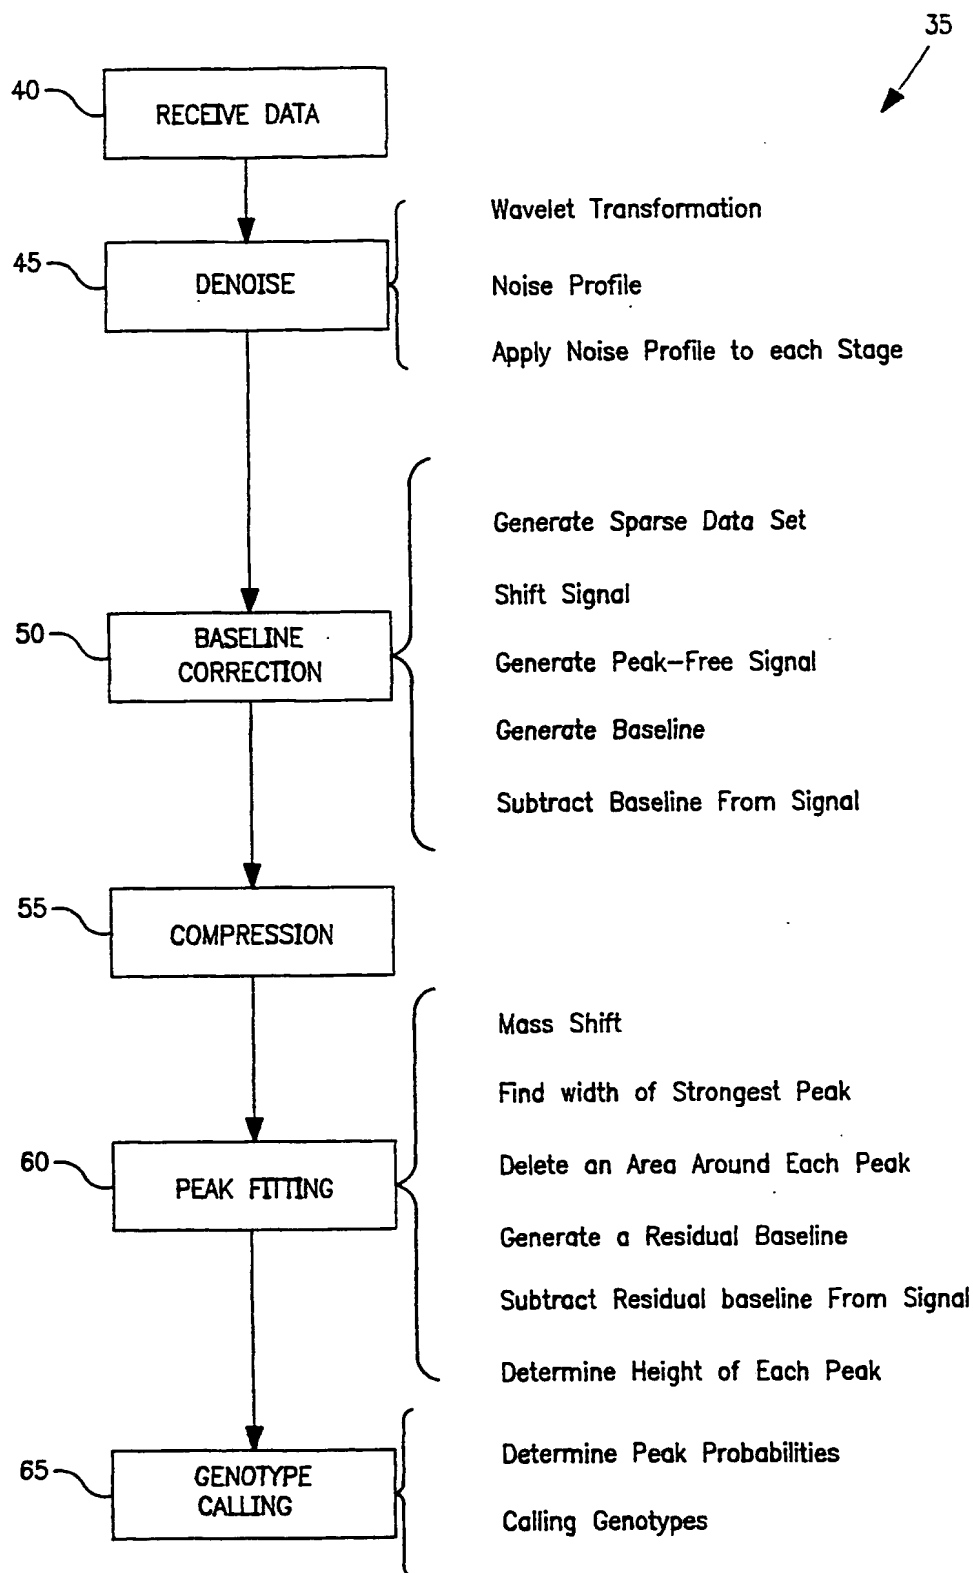 35
40
RECEIVE DATA
Wavelet Transformation
45
DENOISE
Noise Profile
Apply Noise Profile to each Stage
Generate Sparse Data Set
Shift Signal
50
BASELINE
CORRECTION
Generate Peak-Free Signal
Generate Baseline
Subtract Baseline From Signal
55
COMPRESSION
Mass Shift
Find width of Strongest Peak
60
PEAK FITTING
Delete an Area Around Each Peak
Generate a Residual Baseline
Subtract Residual baseline From Signal
Determine Height of Each Peak
65
GENOTYPE
CALLING
Determine Peak Probabilities
Calling Genotypes